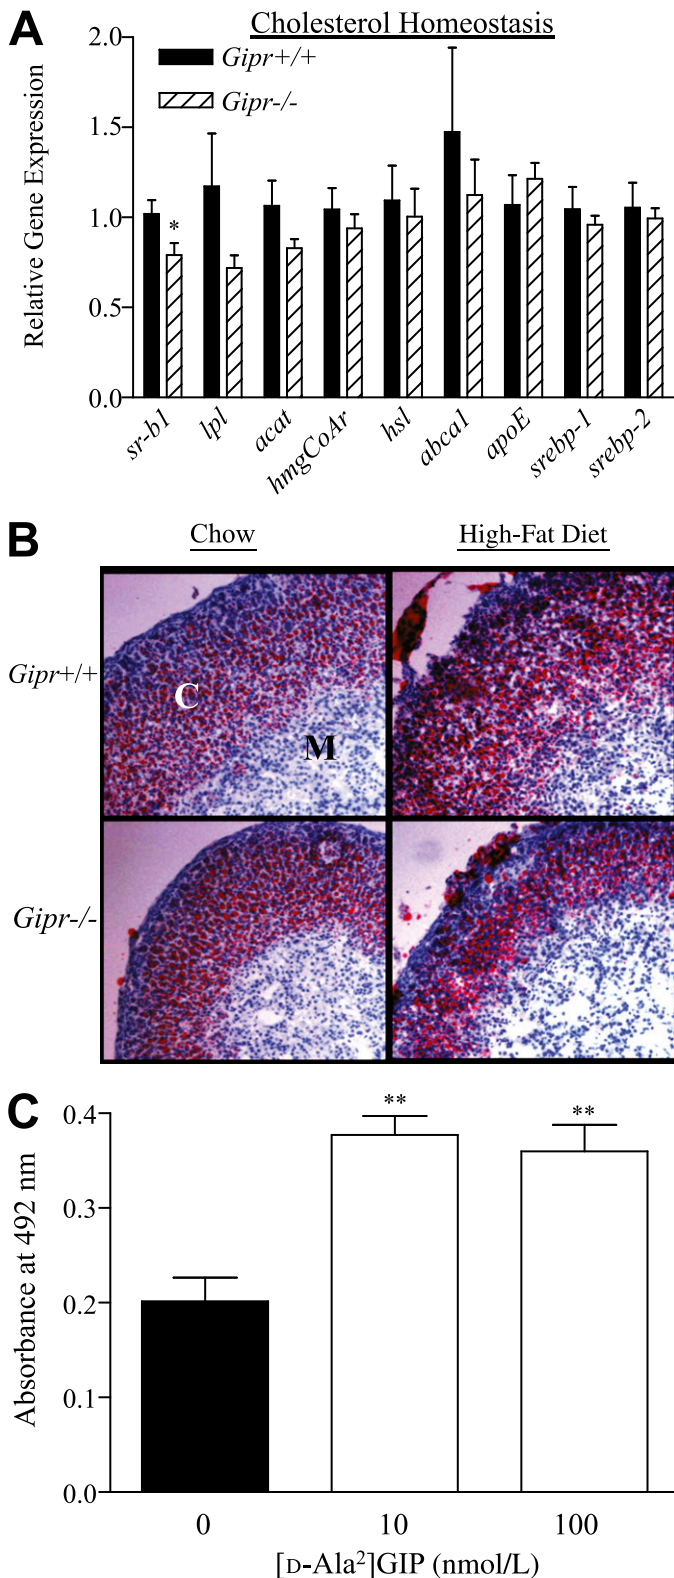 A
Cholesterol Homeostasis
Gipr+/+
Gipr-/-
Relative Gene Expression
2.0
1.5
1.0
0.5
0.0
*
sr-b1
lpl
acat
hmgCoAr
hsl
abca1
apoE
srebp-1
srebp-2
B
Chow
High-Fat Diet
Gipr+/+
C
M
Gipr-/-
C
Absorbance at 492 nm
0.4
0.3
0.2
0.1
0.0
**
**
0
10
100
[D-Ala²]GIP (nmol/L)